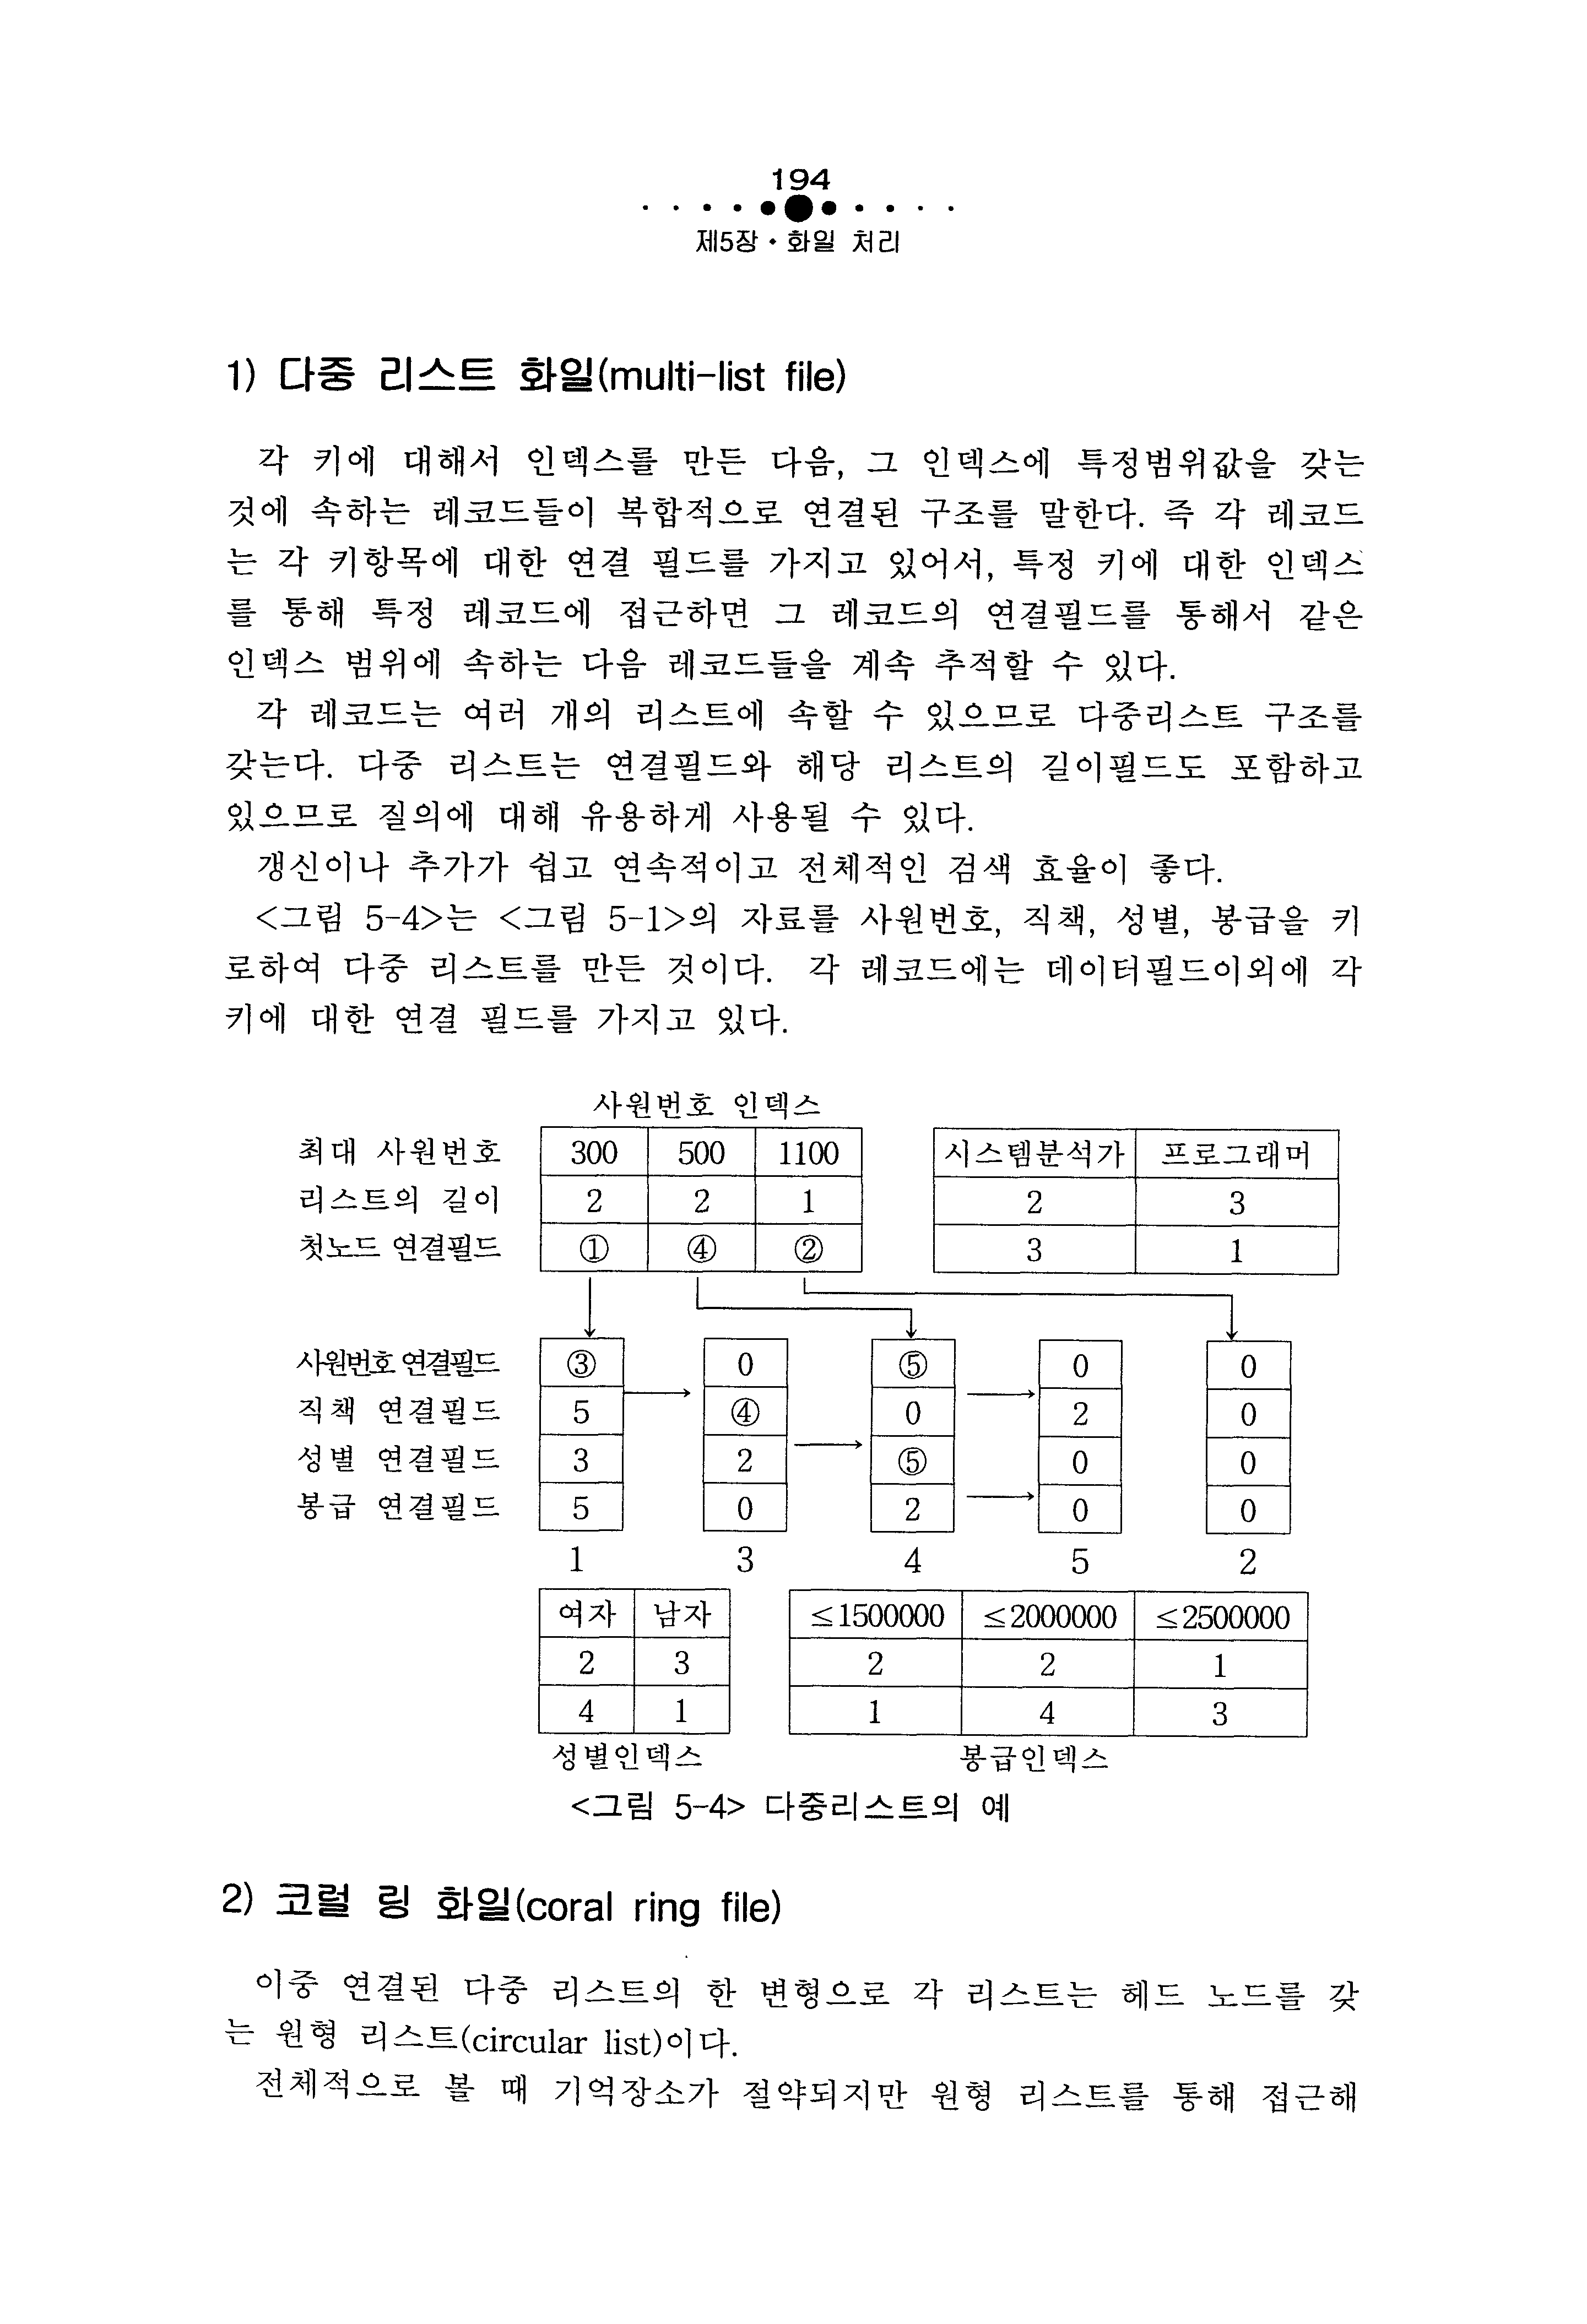 194
제5장 • 화일 처리
1) 다중 리스트 화일(multi-list file)
각 키에 대해서 인덱스를 만든 다음, 그 인덱스에 특정범위값을 갖는
것에 속하는 레코드들이 복합적으로 연결된 구조를 말한다. 즉 각 레코드
는 각 키항목에 대한 연결 필드를 가지고 있어서, 특정 키에 대한 인덱스
를 통해 특정 레코드에 접근하면 그 레코드의 연결필드를 통해서 같은
인덱스 범위에 속하는 다음 레코드들을 계속 추적할 수 있다.
각 레코드는 여러 개의 리스트에 속할 수 있으므로 다중리스트 구조를
갖는다. 다중 리스트는 연결필드와 해당 리스트의 길이필드도 포함하고
있으므로 질의에 대해 유용하게 사용될 수 있다.
갱신이나 추가가 쉽고 연속적이고 전체적인 검색 효율이 좋다.
<그림 5-4>는 <그림 5-1>의 자료를 사원번호, 직책, 성별, 봉급을 키
로하여 다중 리스트를 만든 것이다. 각 레코드에는 데이터필드이외에 각
키에 대한 연결 필드를 가지고 있다.
사원번호 인덱스
최대 사원번호 300 500 1100 시스템분석가 프로그래머
리스트의 길이 2 2 1 2 3
첫노드 연결필드 ① ④ ② 3 1
사원번호 연결필드 ③ 0 ⑤ 0 0
직책 연결필드 5 ④ 0 2 0
성별 연결필드 3 2 ⑤ 0 0
봉급 연결필드 5 0 2 0 0
1 3 4 5 2
여자 남자 ≤1500000 ≤2000000 ≤2500000
2 3 2 2 1
4 1 1 4 3
성별인덱스 봉급인덱스
<그림 5-4> 다중리스트의 예
2) 코럴 링 화일(coral ring file)
이중 연결된 다중 리스트의 한 변형으로 각 리스트는 헤드 노드를 갖
는 원형 리스트(circular list)이다.
전체적으로 볼 때 기억장소가 절약되지만 원형 리스트를 통해 접근해